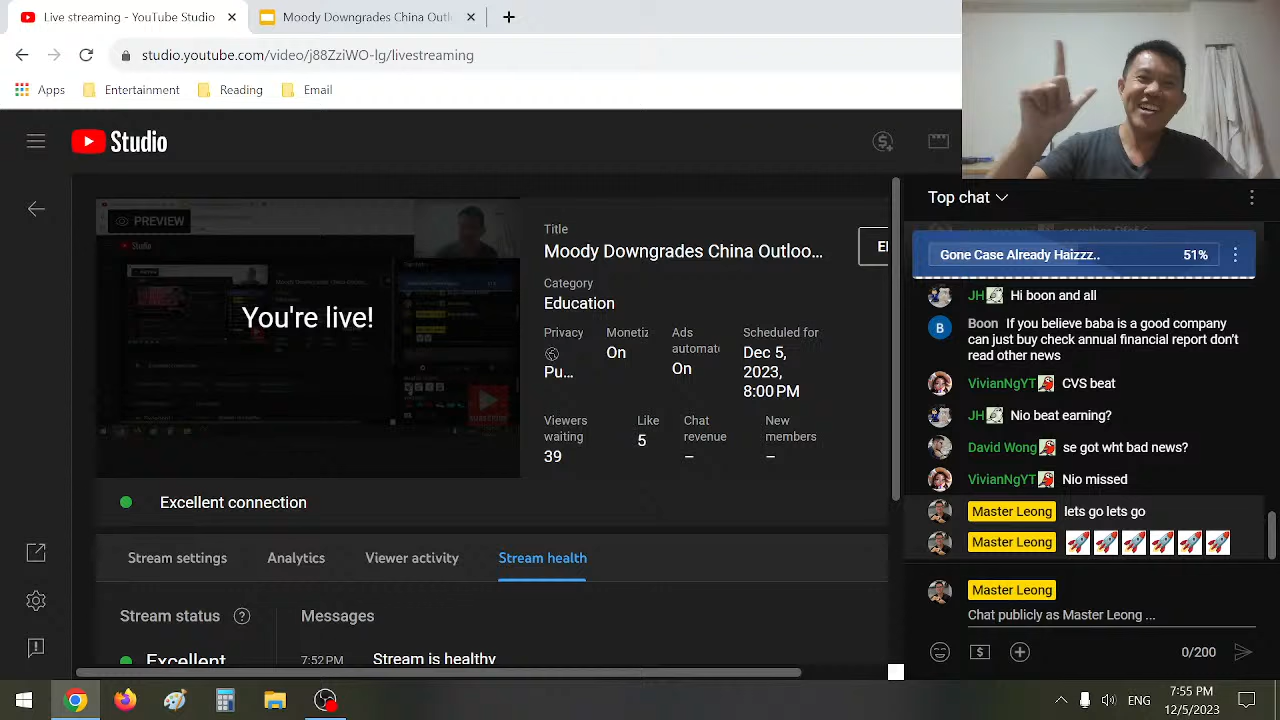 Live streaming - YouTube Studio
Moody Downgrades China Outl
studio.youtube.com/video/j88ZziWO-lg/livestreaming
Apps
Entertainment
Reading
Email
Studio
PREVIEW
You're live!
Title
Moody Downgrades China Outloo...
Category
Education
Privacy
Pu...
Monetiz
On
Ads
automat
On
Scheduled for
Dec 5,
2023,
8:00 PM
Viewers
waiting
39
Like
5
Chat
revenue
–
New
members
–
Excellent connection
Stream settings
Analytics
Viewer activity
Stream health
Stream status
Messages
Excellent
7:52 PM
Stream is healthy
Top chat
Gone Case Already Haizzz..
51%
JH Hi boon and all
B
Boon If you believe baba is a good company
can just buy check annual financial report don't
read other news
VivianNgYT CVS beat
JH Nio beat earning?
David Wong se got wht bad news?
VivianNgYT Nio missed
Master Leong lets go lets go
Master Leong 🚀🚀🚀🚀🚀🚀
Master Leong
Chat publicly as Master Leong ...
0/200
ENG
7:55 PM
12/5/2023